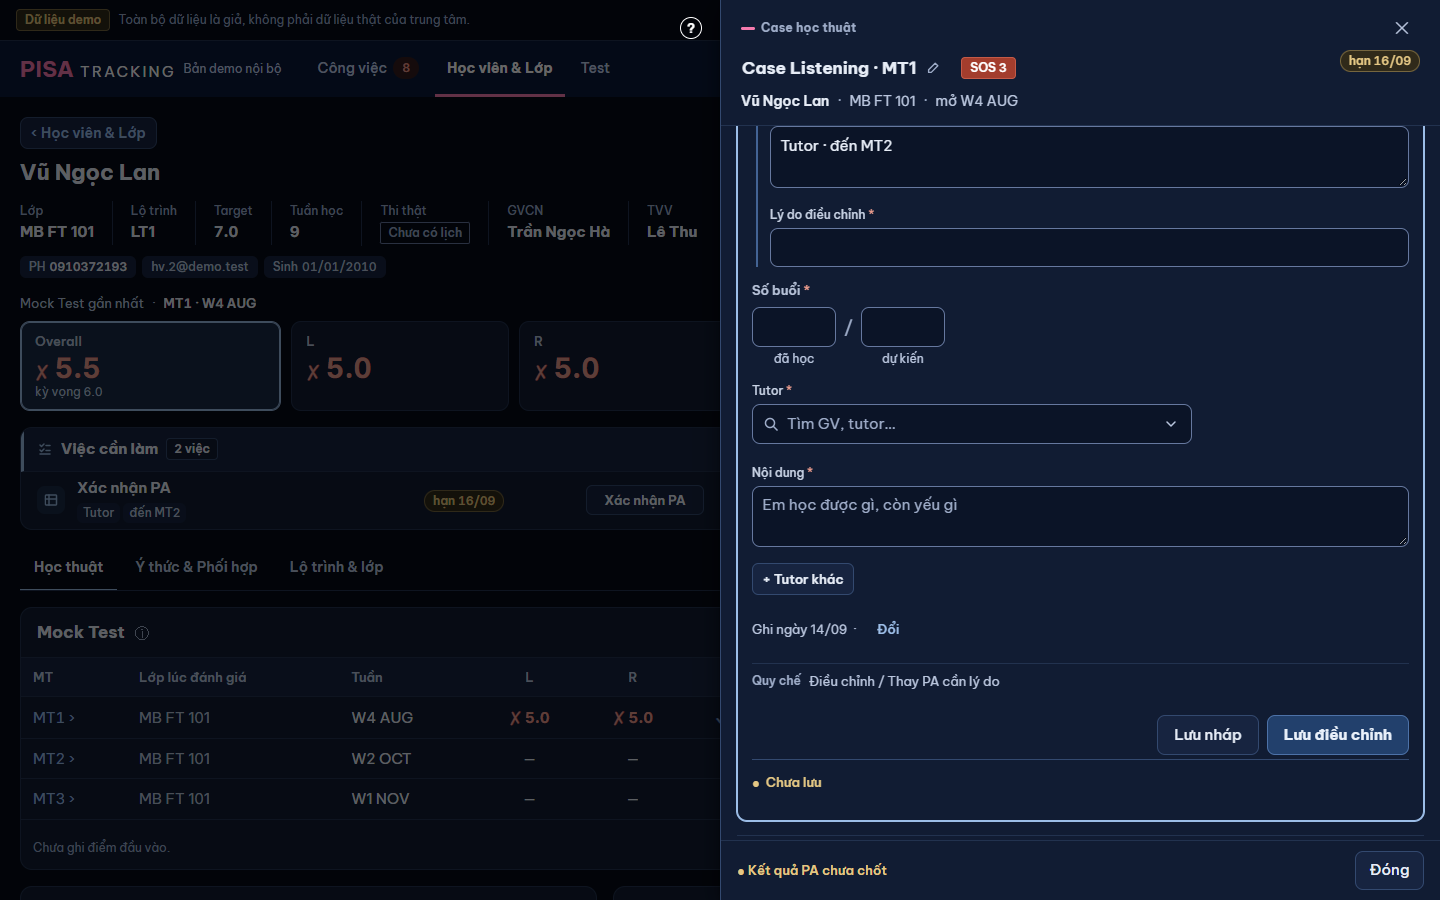 Dữ liệu demo Toàn bộ dữ liệu là giả, không phải dữ liệu thật của trung tâm.
?
PISA TRACKING Bản demo nội bộ Công việc 8 Học viên & Lớp Test
‹ Học viên & Lớp
Vũ Ngọc Lan
Lớp Lộ trình Target Tuần học Thi thật GVCN TVV
MB FT 101 LT1 7.0 9 Chưa có lịch Trần Ngọc Hà Lê Thu
PH 0910372193 hv.2@demo.test Sinh 01/01/2010
Mock Test gần nhất · MT1 · W4 AUG
Overall L R
✗ 5.5 ✗ 5.0 ✗ 5.0
kỳ vọng 6.0
Việc cần làm 2 việc
Xác nhận PA
Tutor đến MT2
hạn 16/09
Xác nhận PA
Học thuật Ý thức & Phối hợp Lộ trình & lớp
Mock Test
MT Lớp lúc đánh giá Tuần L R
MT1 › MB FT 101 W4 AUG ✗ 5.0 ✗ 5.0
MT2 › MB FT 101 W2 OCT — —
MT3 › MB FT 101 W1 NOV — —
Chưa ghi điểm đầu vào.
Case học thuật
Case Listening · MT1 SOS 3
hạn 16/09
Vũ Ngọc Lan · MB FT 101 · mở W4 AUG
Tutor · đến MT2
Lý do điều chỉnh *
Số buổi *
/
đã học dự kiến
Tutor *
Tìm GV, tutor...
Nội dung *
Em học được gì, còn yếu gì
+ Tutor khác
Ghi ngày 14/09 · Đổi
Quy chế Điều chỉnh / Thay PA cần lý do
Lưu nháp Lưu điều chỉnh
Chưa lưu
Kết quả PA chưa chốt
Đóng